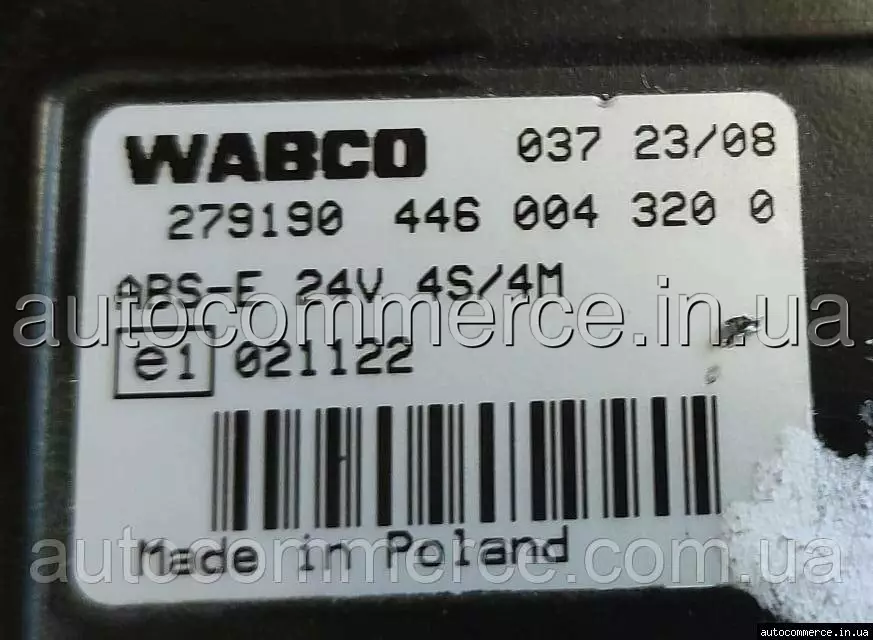 WABCO 037 23/08
279190 446 004 320 0
ABS-E 24V 4S/4M
autocommerce.in.ua
e1 021122
Made in Poland
autocommerce.com.ua
autocommerce.in.ua